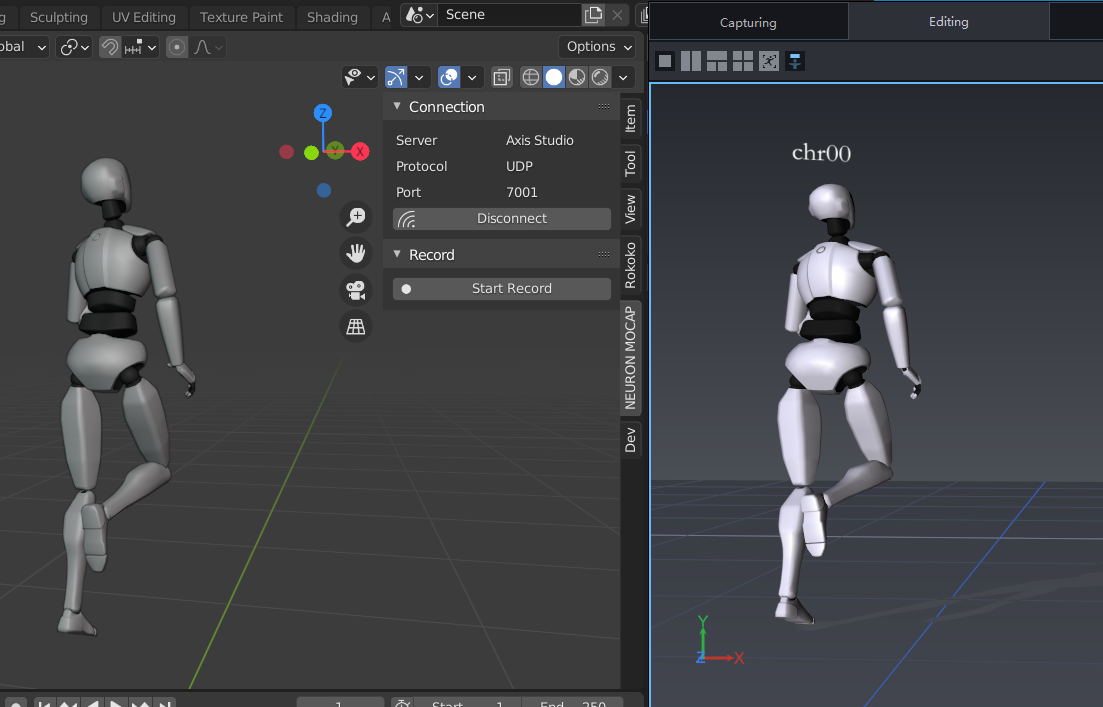 Sculpting UV Editing Texture Paint Shading Scene
Capturing Editing
Options
Connection
Server Axis Studio
Protocol UDP
Port 7001
Disconnect
Record
Start Record
Item
Tool
View
Rokoko
NEURON MOCAP
Dev
Z
Y
X
chr00
Y
Z
X
1 Start 1 End 250